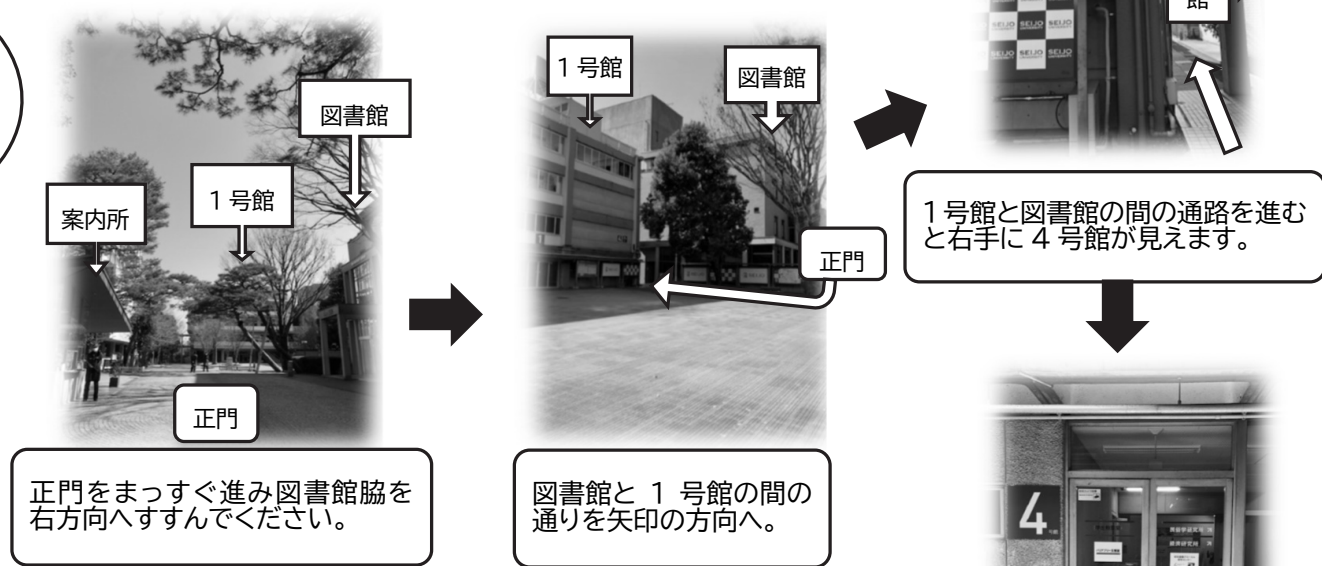 案内所
1号館
図書館
正門
正門をまっすぐ進み図書館脇を
右方向へすすんでください。
1号館
図書館
正門
図書館と 1 号館の間の
通りを矢印の方向へ。
館
SEIJO SEIJO
SEIJO SEIJO
1号館と図書館の間の通路を進む
と右手に 4 号館が見えます。
4